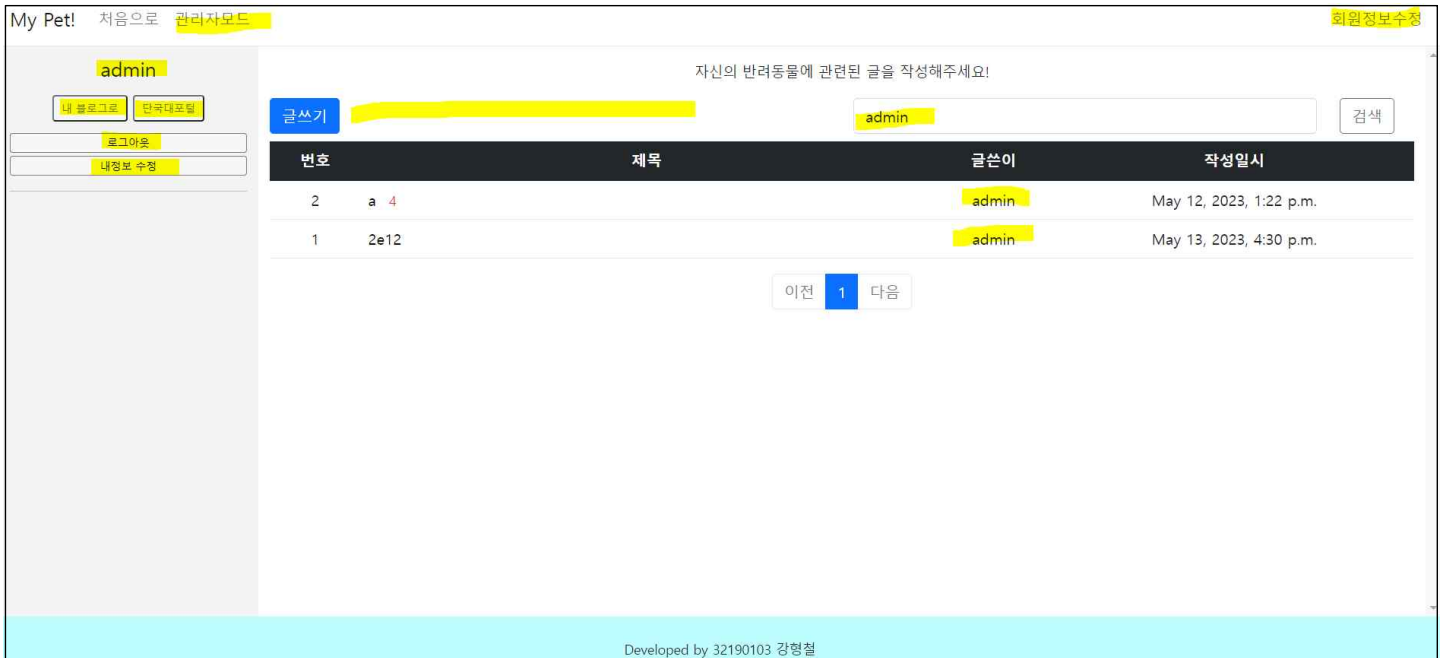 My Pet! 처음으로 관리자모드 회원정보수정
admin
내 블로그로 단국대포털
로그아웃
내정보 수정
자신의 반려동물에 관련된 글을 작성해주세요!
글쓰기 admin 검색
번호 제목 글쓴이 작성일시
2 a 4 admin May 12, 2023, 1:22 p.m.
1 2e12 admin May 13, 2023, 4:30 p.m.
이전 1 다음
Developed by 32190103 강형철